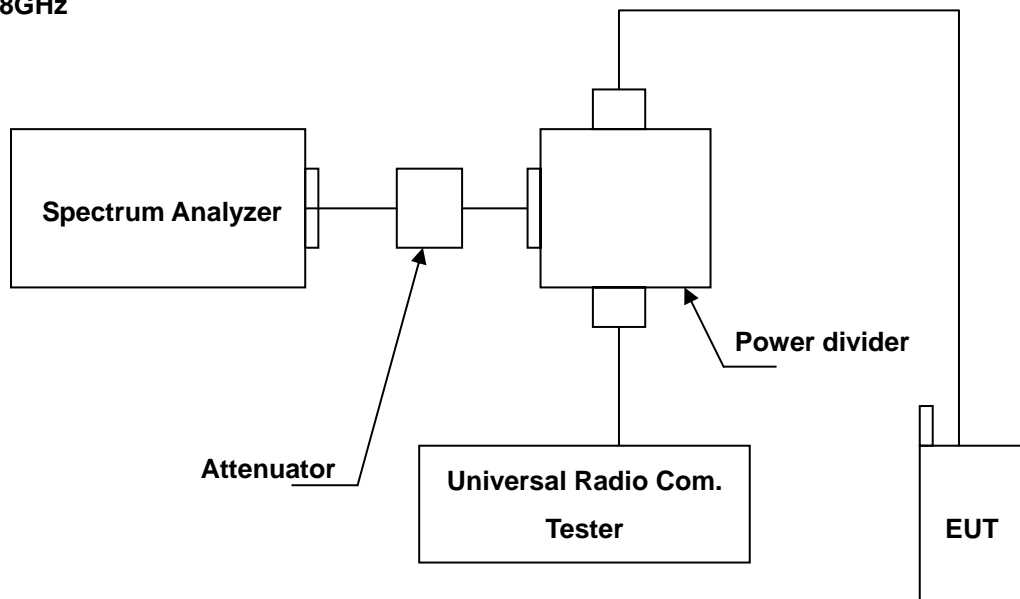 8GHz
Spectrum Analyzer
Power divider
Attenuator
Universal Radio Com.
Tester
EUT